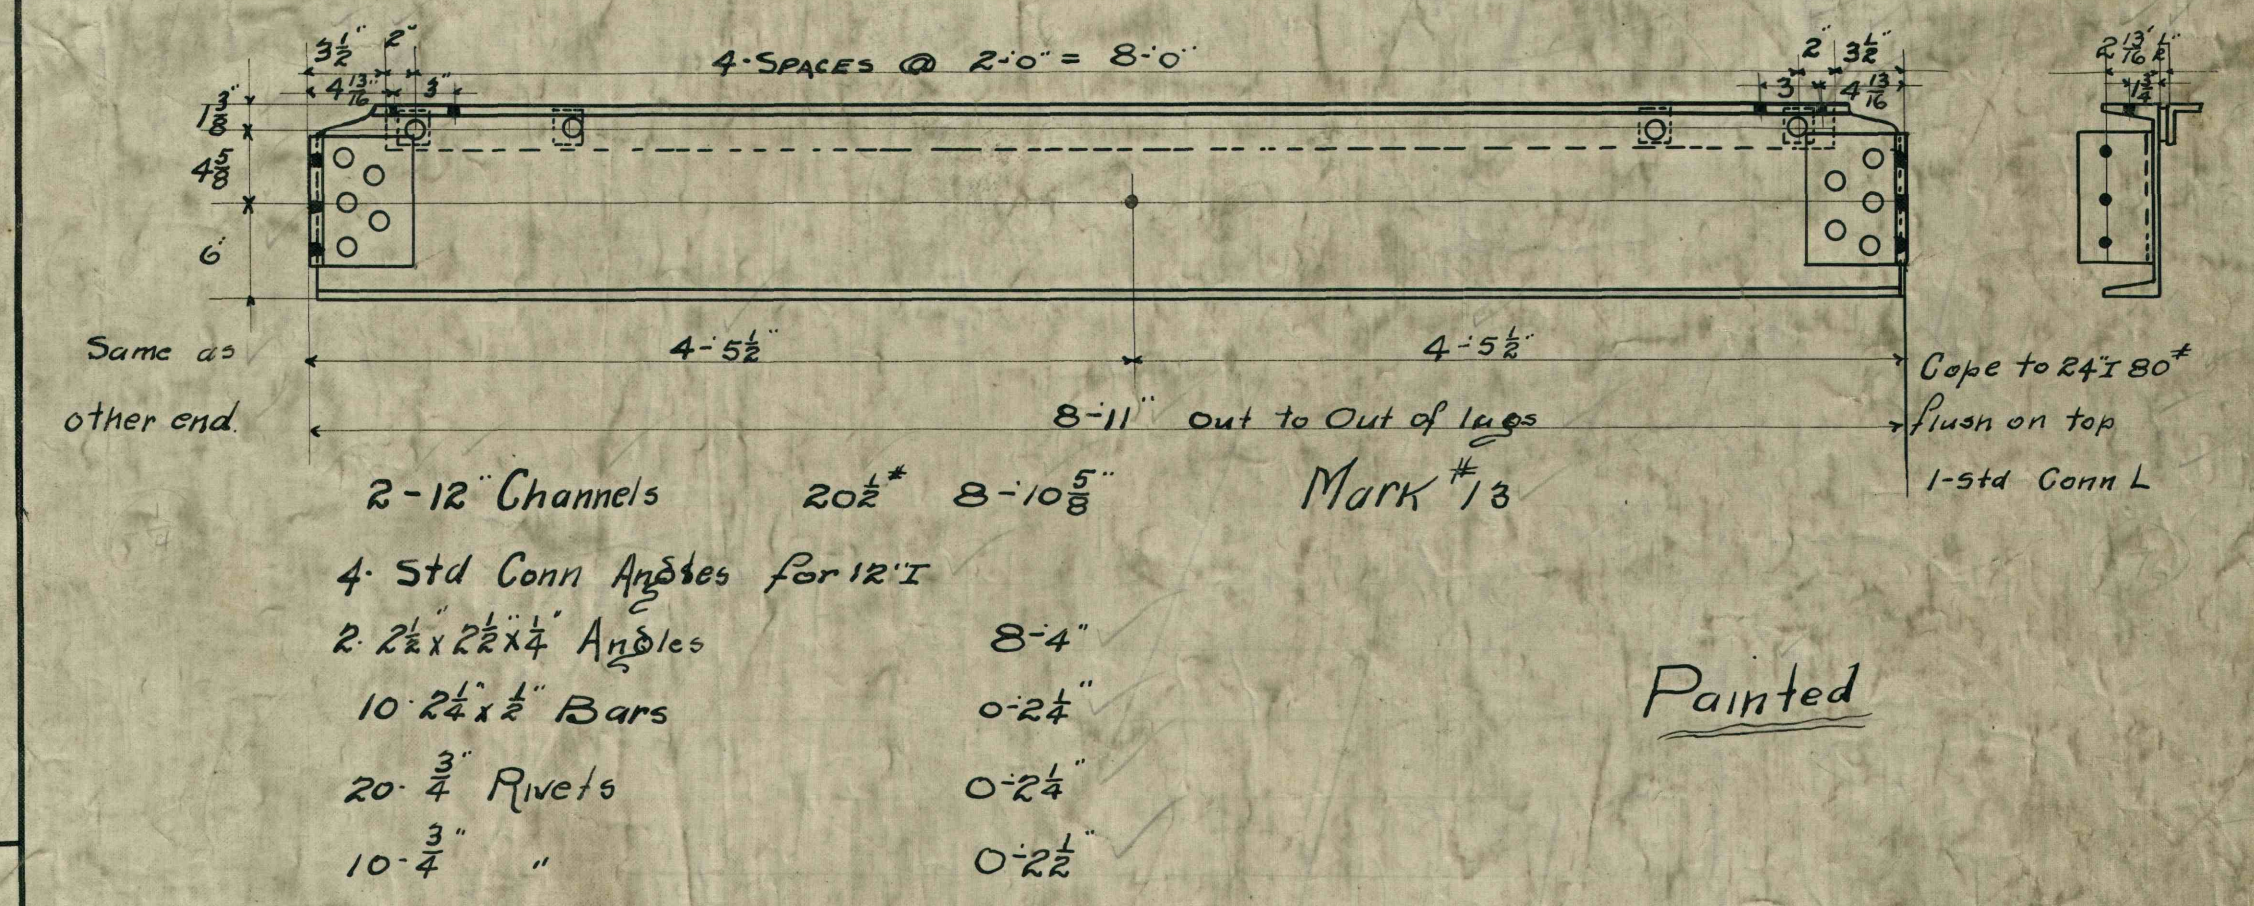 3½" 2" 4-SPACES @ 2-0" = 8-0" 2" 3½" 2 13/16" ½"
4 13/16" 3" 3" 4 13/16 1¾"
1⅜"
4⅝"
6"
4-5½" 4-5½"
Same as
other end.
8-11" Out to Out of lugs
Cope to 24" I 80#
flush on top
1-std Conn L
2-12" Channels 20½# 8-10⅝" Mark #13
4- Std Conn Angles for 12" I
2- 2½" x 2½" x ¼" Angles 8-4"
10- 2¼" x ½" Bars 0-2¼"
20- ¾" Rivets 0-2¼"
10- ¾" " 0-2½"
Painted